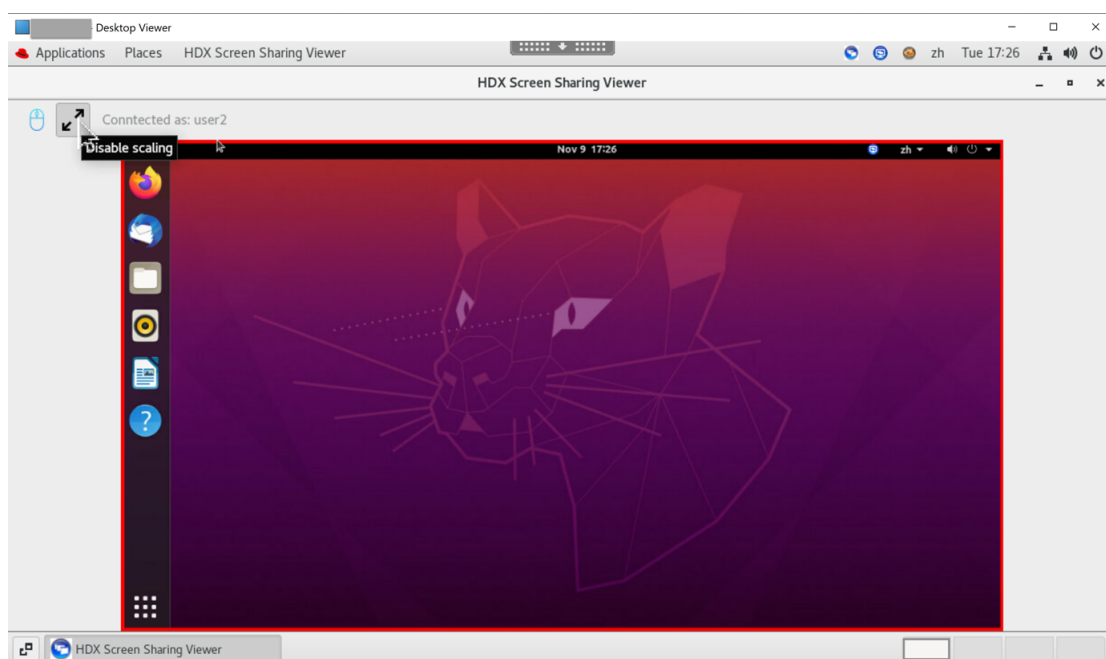 - Desktop Viewer
Applications Places HDX Screen Sharing Viewer zh Tue 17:26
HDX Screen Sharing Viewer
Conntected as: user2
Disable scaling
Nov 9 17:26 zh
?
HDX Screen Sharing Viewer